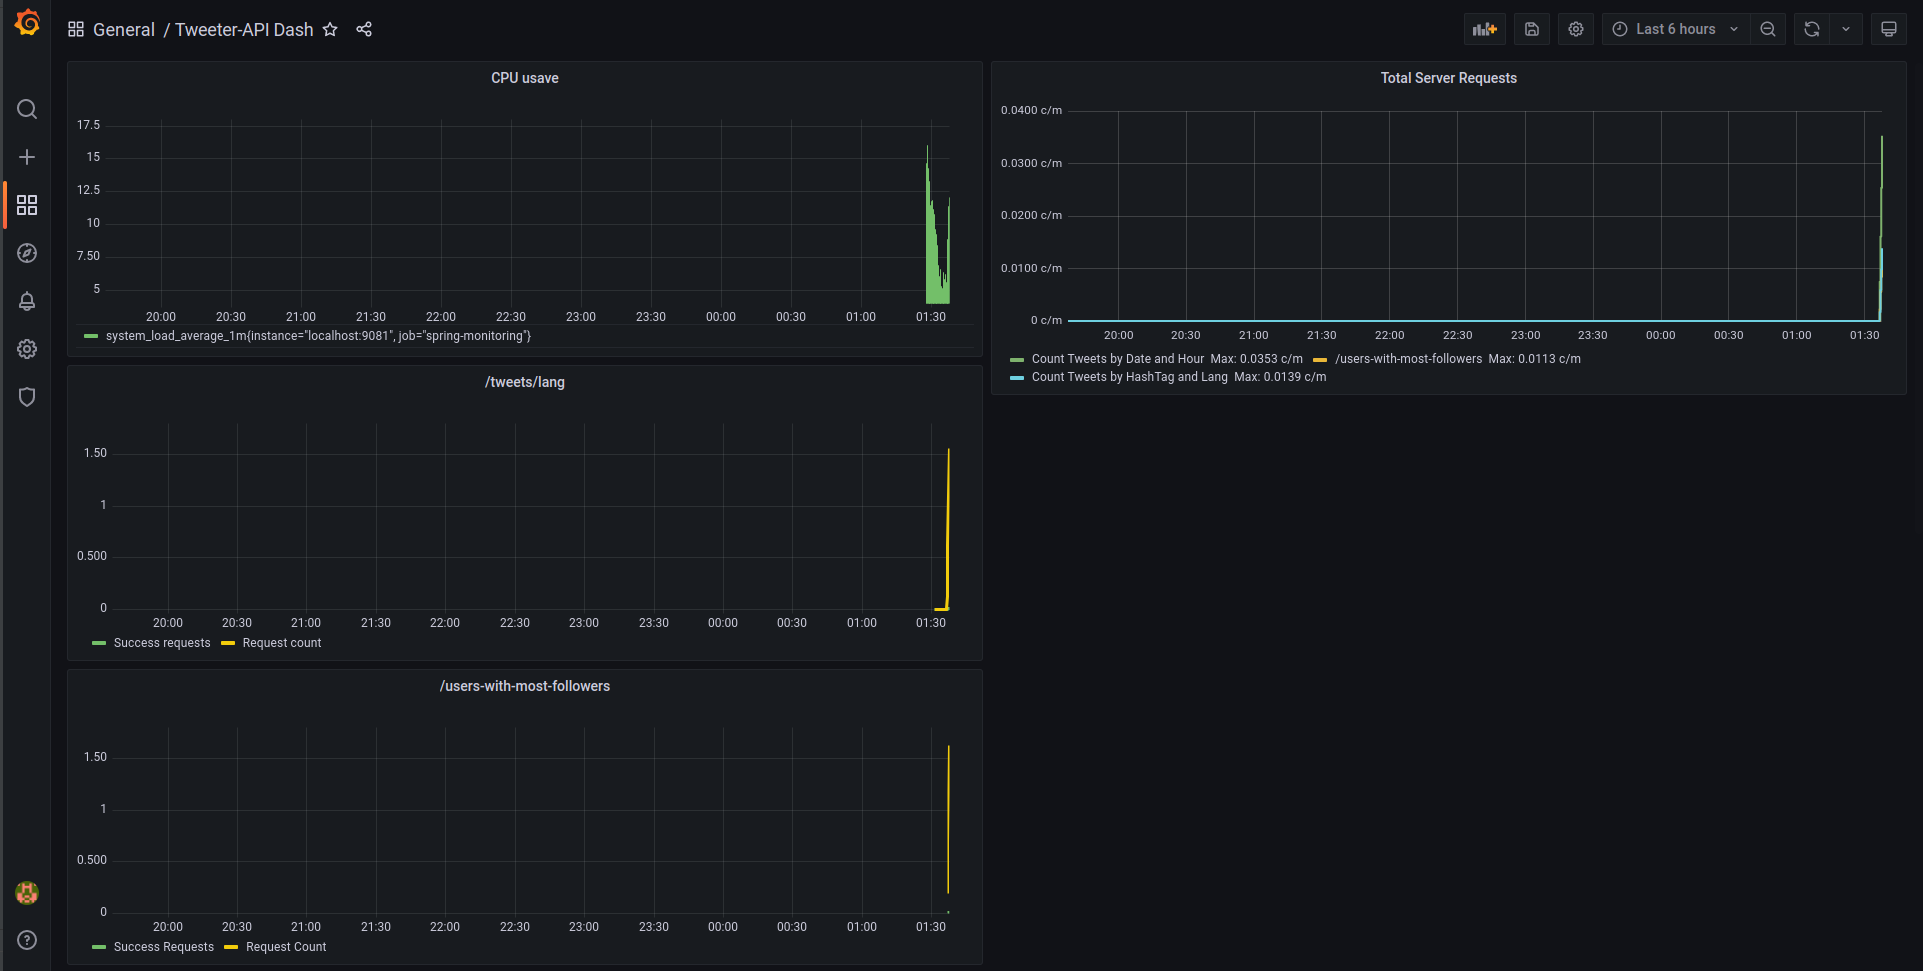 General / Tweeter-API Dash
Last 6 hours
CPU usave
17.5
15
12.5
10
7.50
5
20:00 20:30 21:00 21:30 22:00 22:30 23:00 23:30 00:00 00:30 01:00 01:30
system_load_average_1m{instance="localhost:9081", job="spring-monitoring"}
Total Server Requests
0.0400 c/m
0.0300 c/m
0.0200 c/m
0.0100 c/m
0 c/m
20:00 20:30 21:00 21:30 22:00 22:30 23:00 23:30 00:00 00:30 01:00 01:30
Count Tweets by Date and Hour Max: 0.0353 c/m /users-with-most-followers Max: 0.0113 c/m
Count Tweets by HashTag and Lang Max: 0.0139 c/m
/tweets/lang
1.50
1
0.500
0
20:00 20:30 21:00 21:30 22:00 22:30 23:00 23:30 00:00 00:30 01:00 01:30
Success requests Request count
/users-with-most-followers
1.50
1
0.500
0
20:00 20:30 21:00 21:30 22:00 22:30 23:00 23:30 00:00 00:30 01:00 01:30
Success Requests Request Count